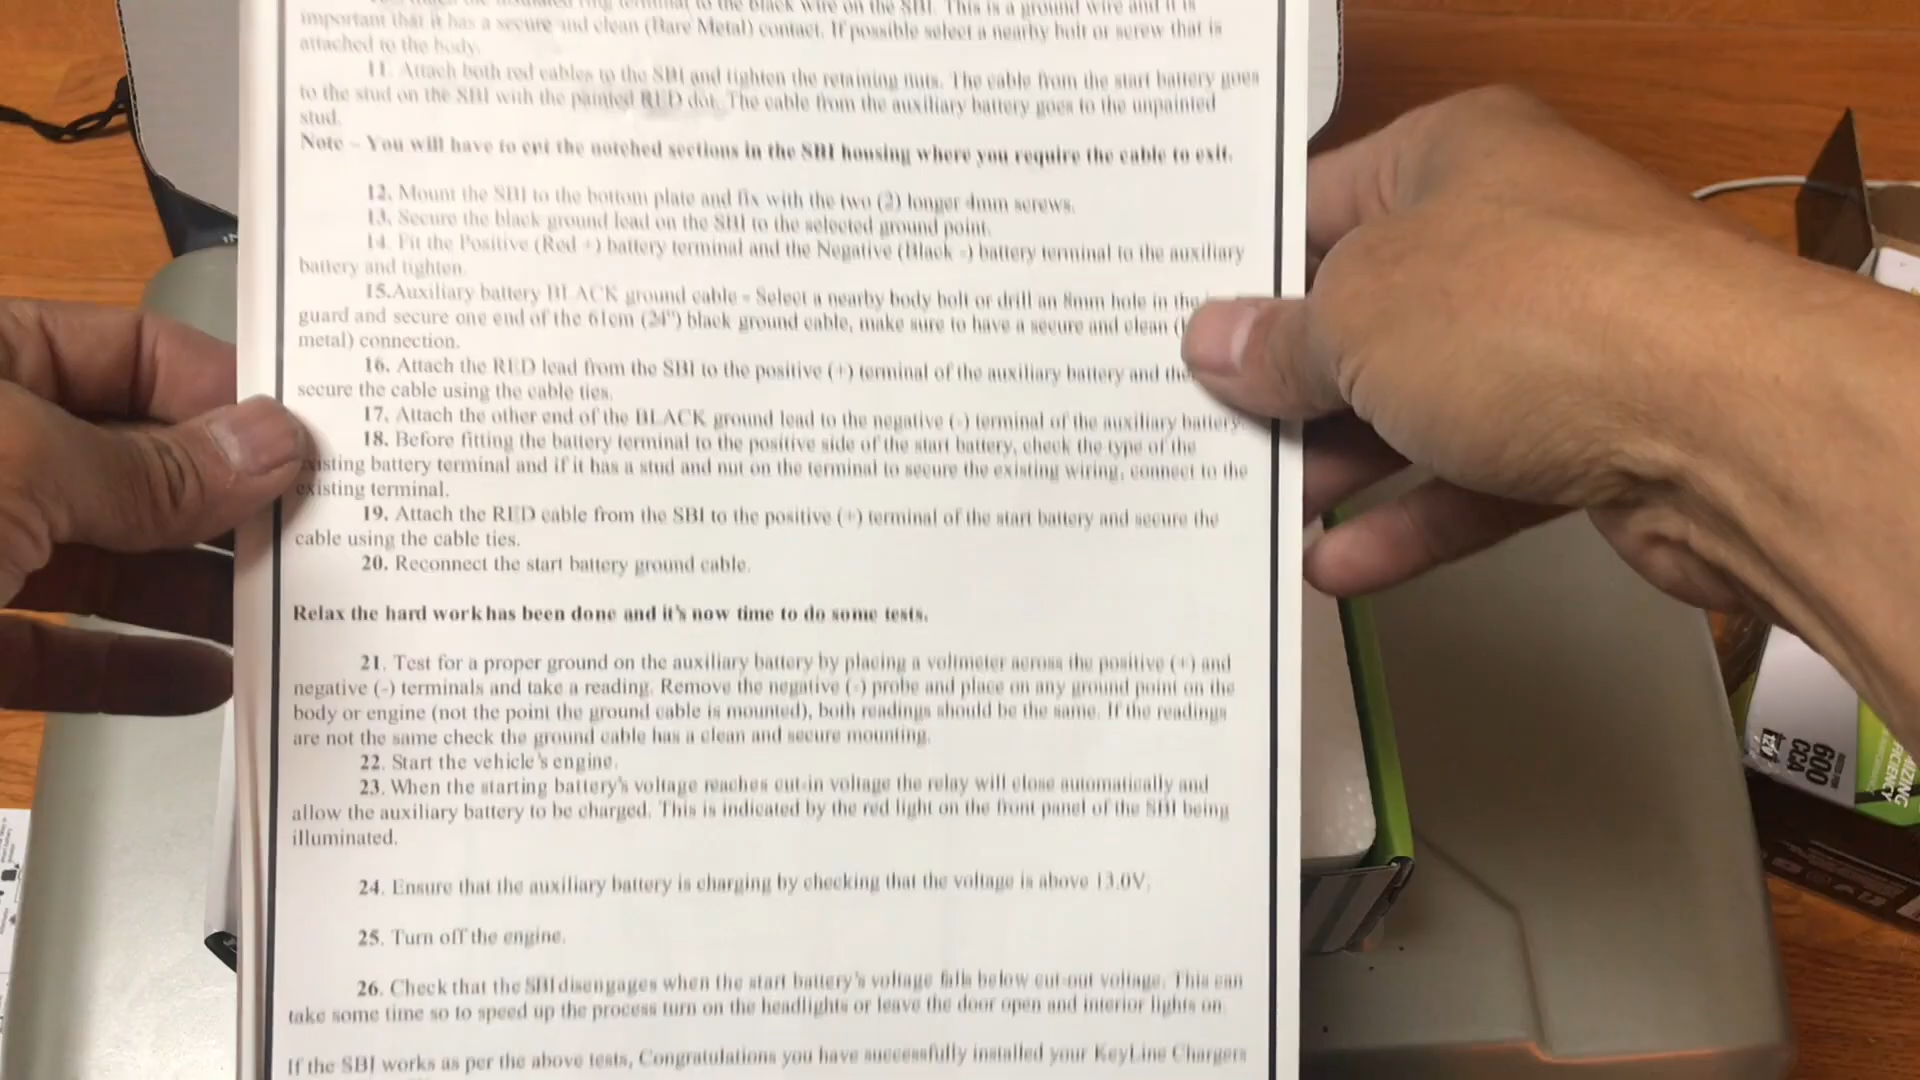 insulated ring terminal to the black wire on the SBI. This is a ground wire and it is
important that it has a secure and clean (Bare Metal) contact. If possible select a nearby bolt or screw that is
attached to the body.
11. Attach both red cables to the SBI and tighten the retaining nuts. The cable from the start battery goes
to the stud on the SBI with the painted RED dot. The cable from the auxiliary battery goes to the unpainted
stud.
Note - You will have to cut the notched sections in the SBI housing where you require the cable to exit.
12. Mount the SBI to the bottom plate and fix with the two (2) longer 4mm screws.
13. Secure the black ground lead on the SBI to the selected ground point.
14. Fit the Positive (Red +) battery terminal and the Negative (Black -) battery terminal to the auxiliary
battery and tighten.
15.Auxiliary battery BLACK ground cable - Select a nearby body bolt or drill an 8mm hole in the
guard and secure one end of the 61cm (24") black ground cable, make sure to have a secure and clean (
metal) connection.
16. Attach the RED lead from the SBI to the positive (+) terminal of the auxiliary battery and
secure the cable using the cable ties.
17. Attach the other end of the BLACK ground lead to the negative (-) terminal of the auxiliary battery.
18. Before fitting the battery terminal to the positive side of the start battery, check the type of the
existing battery terminal and if it has a stud and nut on the terminal to secure the existing wiring, connect to the
existing terminal.
19. Attach the RED cable from the SBI to the positive (+) terminal of the start battery and secure the
cable using the cable ties.
20. Reconnect the start battery ground cable.
Relax the hard work has been done and it's now time to do some tests.
21. Test for a proper ground on the auxiliary battery by placing a voltmeter across the positive (+) and
negative (-) terminals and take a reading. Remove the negative (-) probe and place on any ground point on the
body or engine (not the point the ground cable is mounted), both readings should be the same. If the readings
are not the same check the ground cable has a clean and secure mounting.
22. Start the vehicle's engine.
23. When the starting battery's voltage reaches cut-in voltage the relay will close automatically and
allow the auxiliary battery to be charged. This is indicated by the red light on the front panel of the SBI being
illuminated.
24. Ensure that the auxiliary battery is charging by checking that the voltage is above 13.0V.
25. Turn off the engine.
26. Check that the SBI disengages when the start battery's voltage falls below cut-out voltage. This can
take some time so to speed up the process turn on the headlights or leave the door open and interior lights on.
If the SBI works as per the above tests, Congratulations you have successfully installed your KeyLine Chargers
600
CCA
12V